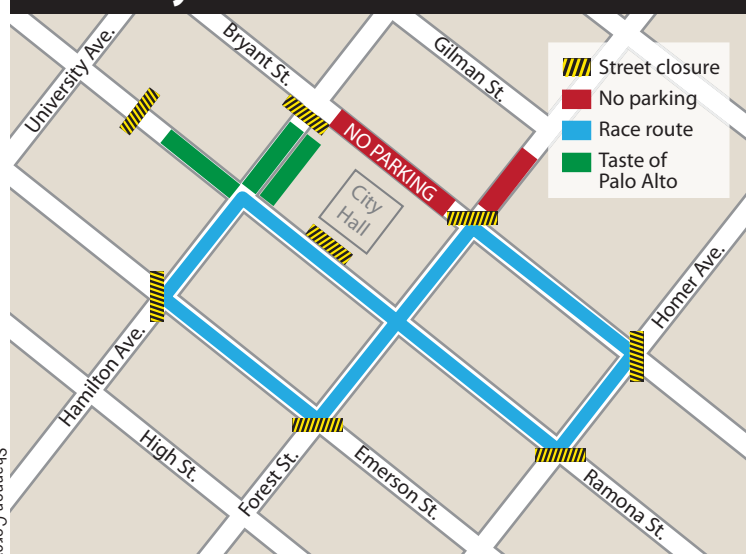 University Ave.
Bryant St.
Gilman St.
Street closure
No parking
Race route
Taste of
Palo Alto
NO PARKING
City
Hall
Homer Ave.
Hamilton Ave.
High St.
Forest St.
Emerson St.
Ramona St.